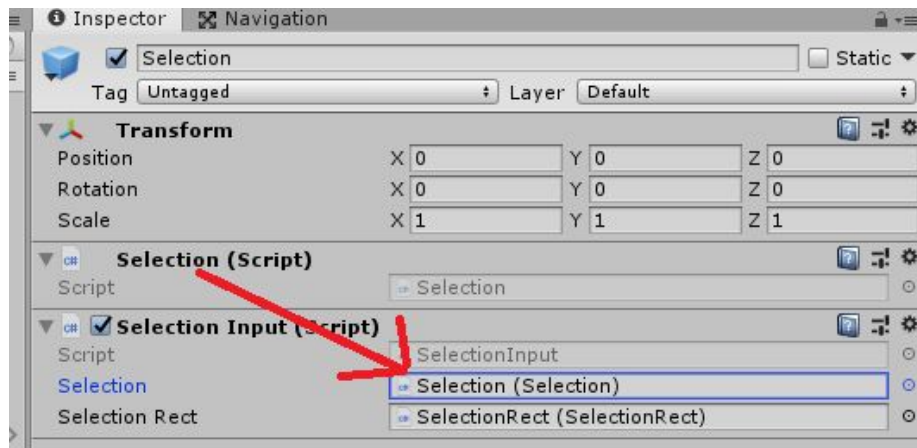 Inspector Navigation
Selection Static
Tag Untagged Layer Default
Transform
Position X 0 Y 0 Z 0
Rotation X 0 Y 0 Z 0
Scale X 1 Y 1 Z 1
C# Selection (Script)
Script Selection
C# Selection Input (Script)
Script SelectionInput
Selection Selection (Selection)
Selection Rect SelectionRect (SelectionRect)